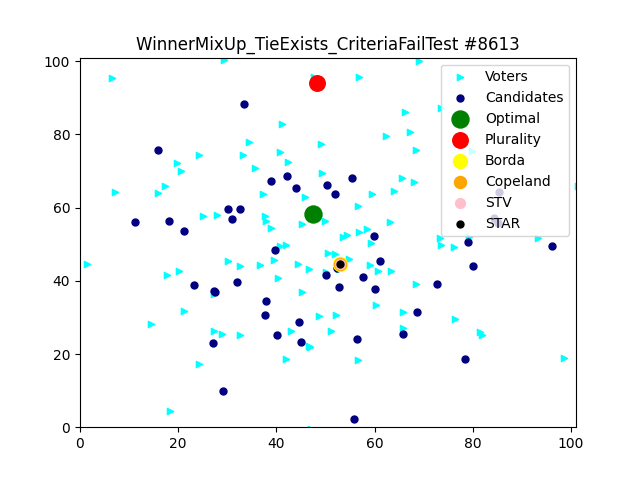 WinnerMixUp_TieExists_CriteriaFailTest #8613
100
80
60
40
20
0
0
20
40
60
80
100
Voters
Candidates
Optimal
Plurality
Borda
Copeland
STV
STAR